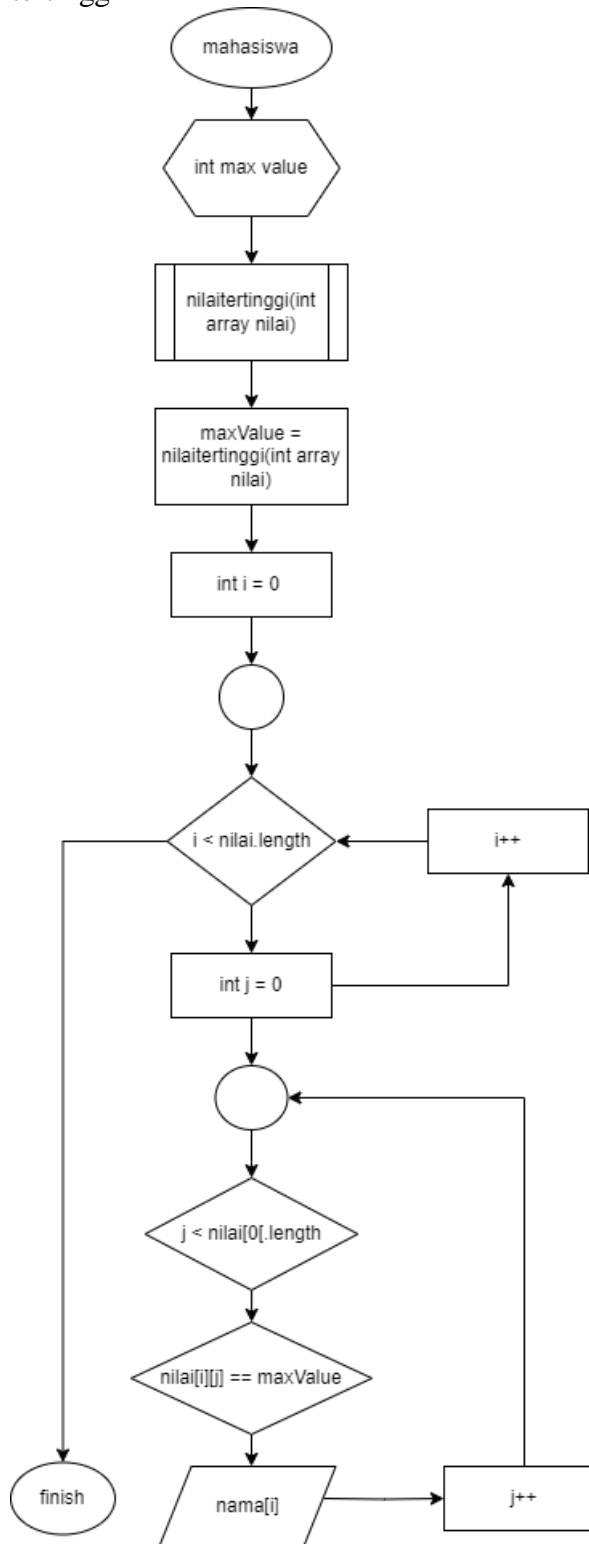 mahasiswa
int max value
nilaitertinggi(int
array nilai)
maxValue =
nilaitertinggi(int array
nilai)
int i = 0
i < nilai.length
i++
int j = 0
j < nilai[0[.length
nilai[i][j] == maxValue
finish
nama[i]
j++